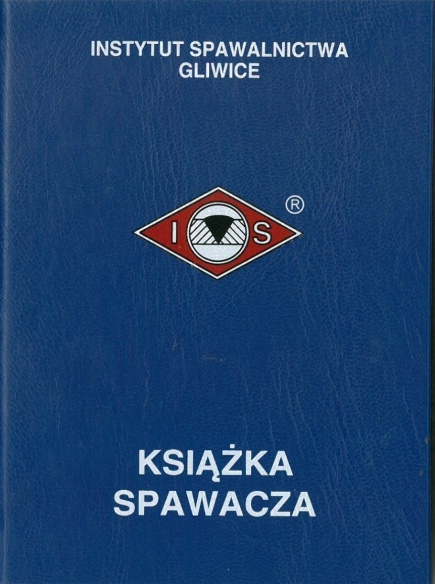 INSTYTUT SPAWALNICTWA
GLIWICE
I S ®
KSIĄŻKA
SPAWACZA